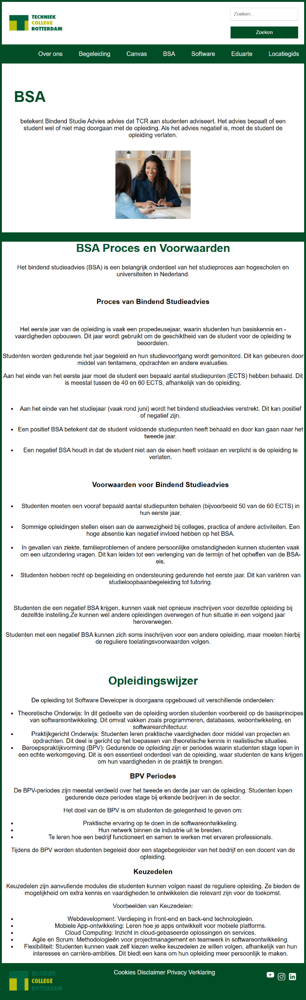 TECHNIEK
COLLEGE
ROTTERDAM
Zoeken...
Zoeken
Over ons Begeleiding Canvas BSA Software Eduarte Locatiegids
BSA
betekent Bindend Studie Advies advies dat TCR aan studenten adviseert. Het advies bepaalt of een
student wel of niet mag doorgaan met de opleiding. Als het advies negatief is, moet de student de
opleiding verlaten.
BSA Proces en Voorwaarden
Het bindend studieadvies (BSA) is een belangrijk onderdeel van het studieproces aan hogescholen en
universiteiten in Nederland.
Proces van Bindend Studieadvies
Het eerste jaar van de opleiding is vaak een propedeusejaar, waarin studenten hun basiskennis en -
vaardigheden opbouwen. Dit jaar wordt gebruikt om de geschiktheid van de student voor de opleiding te
beoordelen.
Studenten worden gedurende het jaar begeleid en hun studievoortgang wordt gemonitord. Dit kan gebeuren door
middel van tentamens, opdrachten en andere evaluaties.
Aan het einde van het eerste jaar moet de student een bepaald aantal studiepunten (ECTS) hebben behaald. Dit
is meestal tussen de 40 en 60 ECTS, afhankelijk van de opleiding.
• Aan het einde van het studiejaar (vaak rond juni) wordt het bindend studieadvies verstrekt. Dit kan positief
of negatief zijn.
• Een positief BSA betekent dat de student voldoende studiepunten heeft behaald en door kan gaan naar het
tweede jaar.
• Een negatief BSA houdt in dat de student niet aan de eisen heeft voldaan en verplicht is de opleiding te
verlaten.
Voorwaarden voor Bindend Studieadvies
• Studenten moeten een vooraf bepaald aantal studiepunten behalen (bijvoorbeeld 50 van de 60 ECTS) in
hun eerste jaar.
• Sommige opleidingen stellen eisen aan de aanwezigheid bij colleges, practica of andere activiteiten. Een
hoge absentie kan negatief invloed hebben op het BSA.
• In gevallen van ziekte, familieproblemen of andere persoonlijke omstandigheden kunnen studenten vaak
om een uitzondering vragen. Dit kan leiden tot een verlenging van de termijn of het opheffen van de BSA-
eis.
• Studenten hebben recht op begeleiding en ondersteuning gedurende het eerste jaar. Dit kan variëren van
studieloopbaanbegeleiding tot tutoring.
Studenten die een negatief BSA krijgen, kunnen vaak niet opnieuw inschrijven voor dezelfde opleiding bij
dezelfde instelling.Ze kunnen wel andere opleidingen overwegen of hun situatie in een volgend jaar
heroverwegen.
Studenten met een negatief BSA kunnen zich soms inschrijven voor een andere opleiding, maar moeten hierbij
de reguliere toelatingsvoorwaarden volgen.
Opleidingswijzer
De opleiding tot Software Developer is doorgaans opgebouwd uit verschillende onderdelen:
• Theoretische Onderwijs: In dit gedeelte van de opleiding worden studenten voorbereid op de basisprincipes
van softwareontwikkeling. Dit omvat vakken zoals programmeren, databases, webontwikkeling, en
softwarearchitectuur.
• Praktijkgericht Onderwijs: Studenten leren praktische vaardigheden door middel van projecten en
opdrachten. Dit deel is gericht op het toepassen van theoretische kennis in realistische situaties.
• Beroepspraktijkvorming (BPV): Gedurende de opleiding zijn er periodes waarin studenten stage lopen in
een echte werkomgeving. Dit is een essentieel onderdeel van de opleiding, waar studenten de kans krijgen
om hun vaardigheden in de praktijk te brengen.
BPV Periodes
De BPV-periodes zijn meestal verdeeld over het tweede en derde jaar van de opleiding. Studenten lopen
gedurende deze periodes stage bij erkende bedrijven in de sector.
Het doel van de BPV is om studenten de gelegenheid te geven om:
• Praktische ervaring op te doen in de softwareontwikkeling.
• Hun netwerk binnen de industrie uit te breiden.
• Te leren hoe een bedrijf functioneert en samen te werken met ervaren professionals.
Tijdens de BPV worden studenten begeleid door een stagebegeleider van het bedrijf en een docent van de
opleiding.
Keuzedelen
Keuzedelen zijn aanvullende modules die studenten kunnen volgen naast de reguliere opleiding. Ze bieden de
mogelijkheid om extra kennis en vaardigheden te ontwikkelen die relevant zijn voor de toekomst.
Voorbeelden van Keuzedelen:
• Webdevelopment: Verdieping in front-end en back-end technologieën.
• Mobiele App-ontwikkeling: Leren hoe je apps ontwikkelt voor mobiele platforms.
• Cloud Computing: Inzicht in cloud-gebaseerde oplossingen en services.
• Agile en Scrum: Methodologieën voor projectmanagement en teamwerk in softwareontwikkeling.
• Flexibiliteit: Studenten kunnen vaak zelf kiezen welke keuzedelen ze willen volgen, afhankelijk van hun
interesses en carrière-ambities. Dit biedt een kans om hun opleiding meer persoonlijk te maken.
TECHNIEK
COLLEGE
ROTTERDAM
Cookies Disclaimer Privacy Verklaring